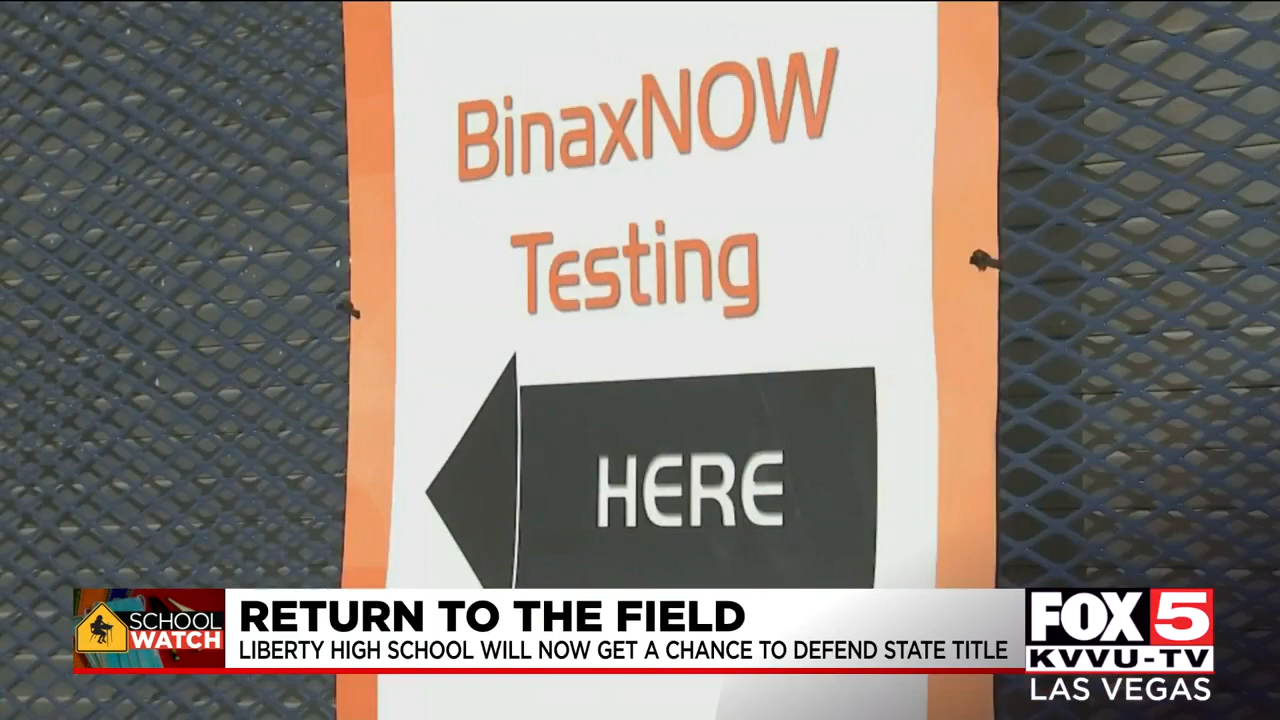 BinaxNOW
Testing
HERE
SCHOOL
WATCH
RETURN TO THE FIELD
LIBERTY HIGH SCHOOL WILL NOW GET A CHANCE TO DEFEND STATE TITLE
FOX 5
KVVU-TV
LAS VEGAS